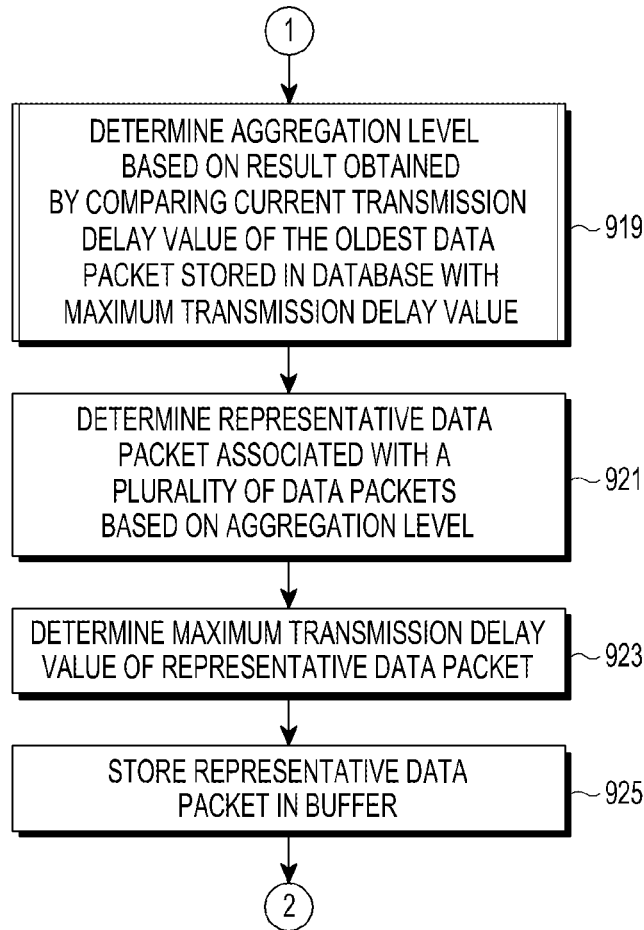 1
DETERMINE AGGREGATION LEVEL
BASED ON RESULT OBTAINED
BY COMPARING CURRENT TRANSMISSION
DELAY VALUE OF THE OLDEST DATA
PACKET STORED IN DATABASE WITH
MAXIMUM TRANSMISSION DELAY VALUE
919
DETERMINE REPRESENTATIVE DATA
PACKET ASSOCIATED WITH A
PLURALITY OF DATA PACKETS
BASED ON AGGREGATION LEVEL
921
DETERMINE MAXIMUM TRANSMISSION DELAY
VALUE OF REPRESENTATIVE DATA PACKET
923
STORE REPRESENTATIVE DATA
PACKET IN BUFFER
925
2